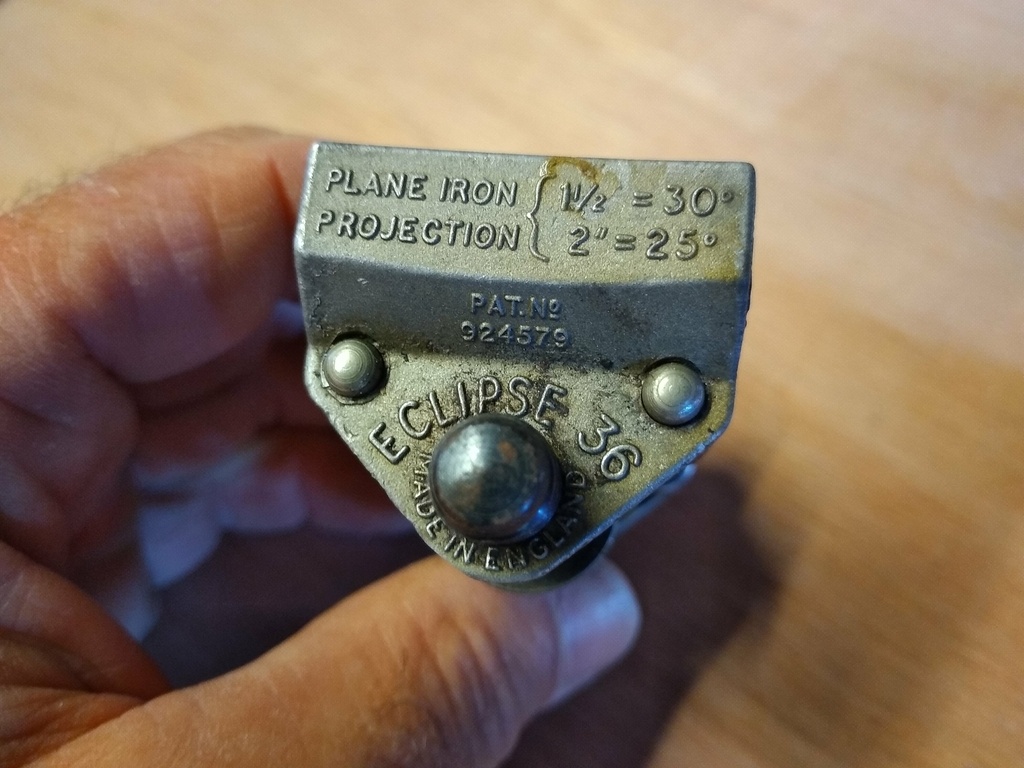 PLANE IRON { 1½ = 30°
PROJECTION { 2" = 25°
PAT. Nº
924579
ECLIPSE 36
MADE IN ENGLAND